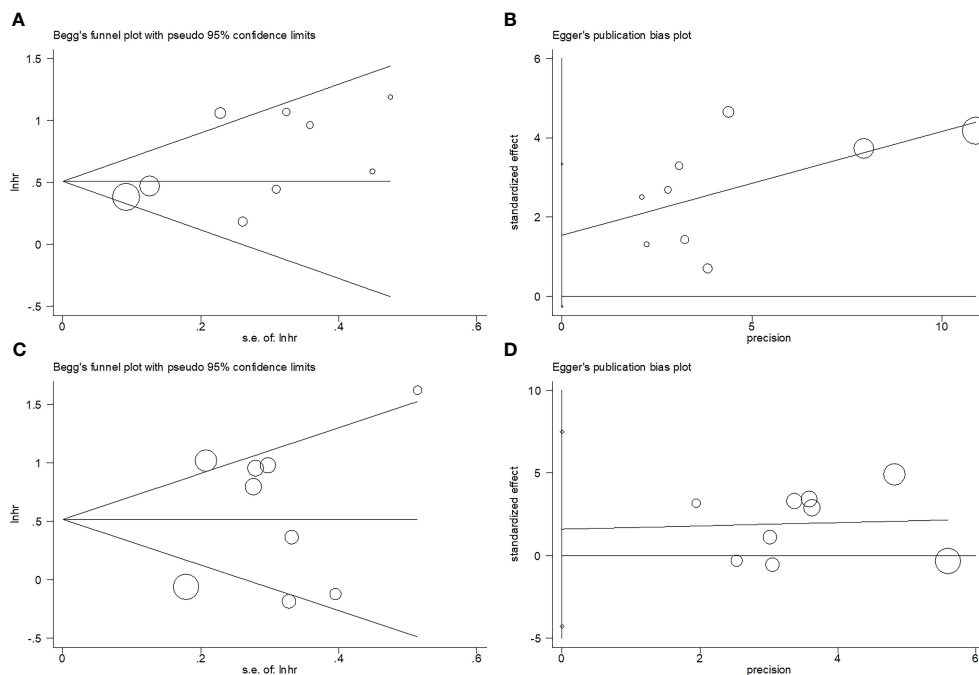 A
Begg's funnel plot with pseudo 95% confidence limits
1.5
1
.5
0
-.5
lnhr
0
.2
.4
.6
s.e. of: lnhr
B
Egger's publication bias plot
6
4
2
0
standardized effect
0
5
10
precision
C
Begg's funnel plot with pseudo 95% confidence limits
1.5
1
.5
0
-.5
lnhr
0
.2
.4
.6
s.e. of: lnhr
D
Egger's publication bias plot
10
5
0
-5
standardized effect
0
2
4
6
precision